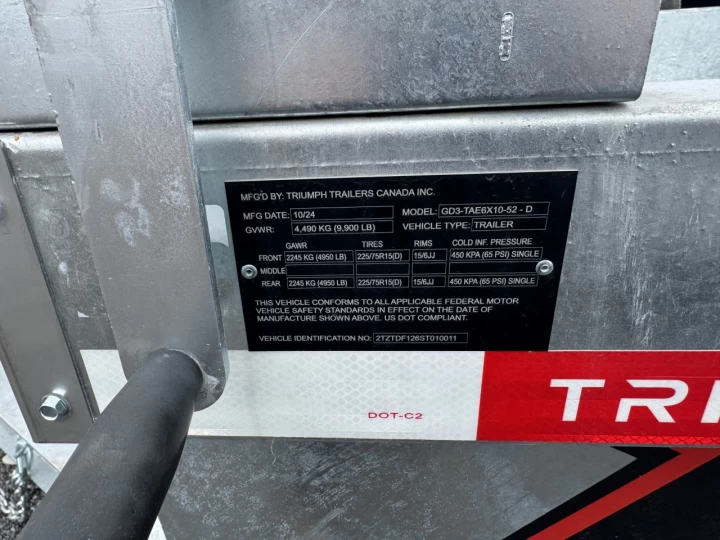 MFG'D BY: TRIUMPH TRAILERS CANADA INC.
MFG DATE: 10/24 MODEL: GD3-TAE6X10-52 - D
GVWR: 4,490 KG (9,900 LB) VEHICLE TYPE: TRAILER
GAWR TIRES RIMS COLD INF. PRESSURE
FRONT 2245 KG (4950 LB) 225/75R15(D) 15/6JJ 450 KPA (65 PSI) SINGLE
MIDDLE
REAR 2245 KG (4950 LB) 225/75R15(D) 15/6JJ 450 KPA (65 PSI) SINGLE
THIS VEHICLE CONFORMS TO ALL APPLICABLE FEDERAL MOTOR
VEHICLE SAFETY STANDARDS IN EFFECT ON THE DATE OF
MANUFACTURE SHOWN ABOVE. US DOT COMPLIANT.
VEHICLE IDENTIFICATION NO: 2TZTDF126ST010011
DOT-C2
TRI